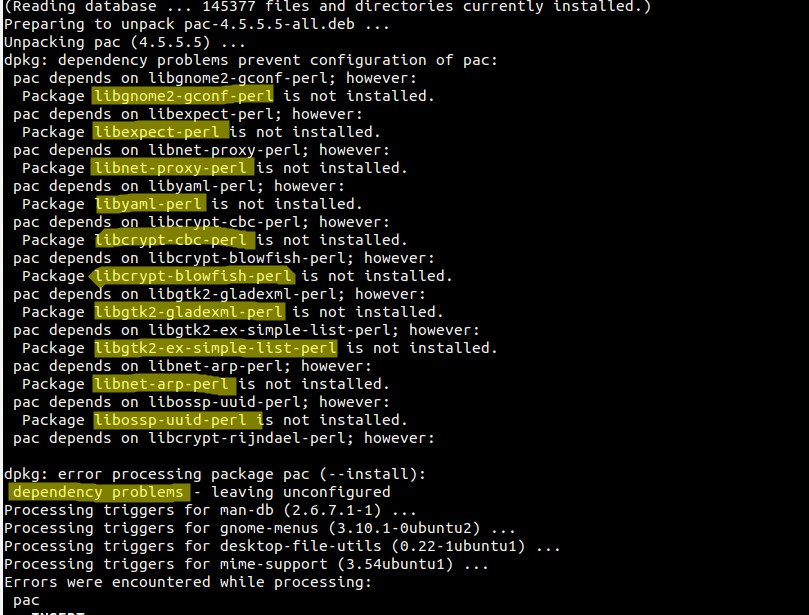 (Reading database ... 145377 files and directories currently installed.)
Preparing to unpack pac-4.5.5.5-all.deb ...
Unpacking pac (4.5.5.5) ...
dpkg: dependency problems prevent configuration of pac:
 pac depends on libgnome2-gconf-perl; however:
  Package libgnome2-gconf-perl is not installed.
 pac depends on libexpect-perl; however:
  Package libexpect-perl is not installed.
 pac depends on libnet-proxy-perl; however:
  Package libnet-proxy-perl is not installed.
 pac depends on libyaml-perl; however:
  Package libyaml-perl is not installed.
 pac depends on libcrypt-cbc-perl; however:
  Package libcrypt-cbc-perl is not installed.
 pac depends on libcrypt-blowfish-perl; however:
  Package libcrypt-blowfish-perl is not installed.
 pac depends on libgtk2-gladexml-perl; however:
  Package libgtk2-gladexml-perl is not installed.
 pac depends on libgtk2-ex-simple-list-perl; however:
  Package libgtk2-ex-simple-list-perl is not installed.
 pac depends on libnet-arp-perl; however:
  Package libnet-arp-perl is not installed.
 pac depends on libossp-uuid-perl; however:
  Package libossp-uuid-perl is not installed.
 pac depends on libcrypt-rijndael-perl; however:
dpkg: error processing package pac (--install):
 dependency problems - leaving unconfigured
Processing triggers for man-db (2.6.7.1-1) ...
Processing triggers for gnome-menus (3.10.1-0ubuntu2) ...
Processing triggers for desktop-file-utils (0.22-1ubuntu1) ...
Processing triggers for mime-support (3.54ubuntu1) ...
Errors were encountered while processing:
 pac
-- INSERT --